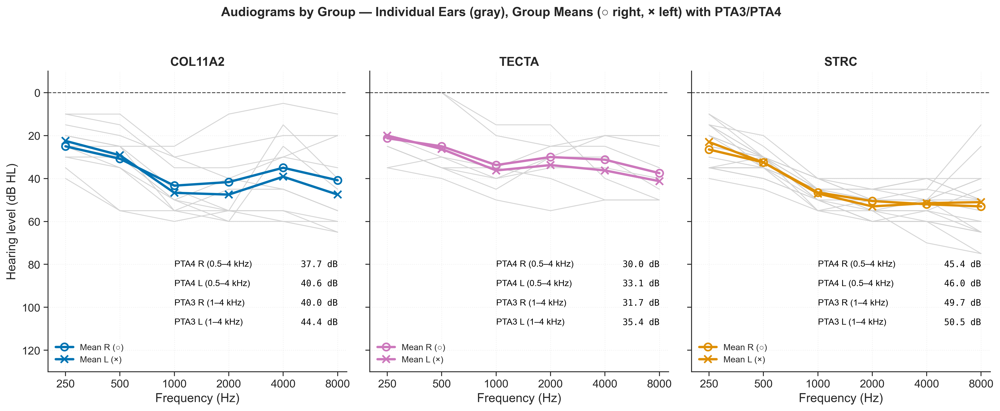 Audiograms by Group — Individual Ears (gray), Group Means (○ right, × left) with PTA3/PTA4
COL11A2
Hearing level (dB HL)
0
20
40
60
80
100
120
PTA4 R (0.5–4 kHz) 37.7 dB
PTA4 L (0.5–4 kHz) 40.6 dB
PTA3 R (1–4 kHz) 40.0 dB
PTA3 L (1–4 kHz) 44.4 dB
Mean R (○)
Mean L (×)
250 500 1000 2000 4000 8000
Frequency (Hz)
TECTA
PTA4 R (0.5–4 kHz) 30.0 dB
PTA4 L (0.5–4 kHz) 33.1 dB
PTA3 R (1–4 kHz) 31.7 dB
PTA3 L (1–4 kHz) 35.4 dB
Mean R (○)
Mean L (×)
250 500 1000 2000 4000 8000
Frequency (Hz)
STRC
PTA4 R (0.5–4 kHz) 45.4 dB
PTA4 L (0.5–4 kHz) 46.0 dB
PTA3 R (1–4 kHz) 49.7 dB
PTA3 L (1–4 kHz) 50.5 dB
Mean R (○)
Mean L (×)
250 500 1000 2000 4000 8000
Frequency (Hz)